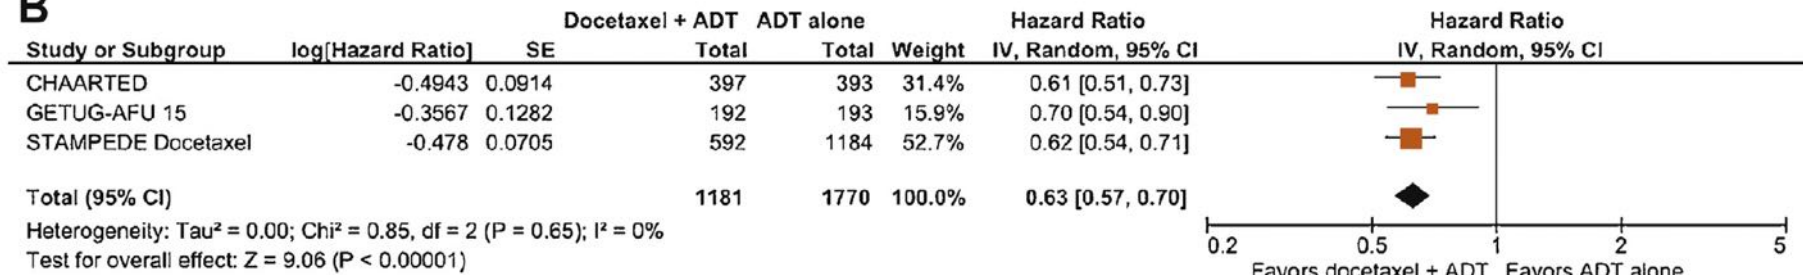 B
Docetaxel + ADT ADT alone Hazard Ratio Hazard Ratio
Study or Subgroup log[Hazard Ratio] SE Total Total Weight IV, Random, 95% CI IV, Random, 95% CI
CHAARTED -0.4943 0.0914 397 393 31.4% 0.61 [0.51, 0.73]
GETUG-AFU 15 -0.3567 0.1282 192 193 15.9% 0.70 [0.54, 0.90]
STAMPEDE Docetaxel -0.478 0.0705 592 1184 52.7% 0.62 [0.54, 0.71]
Total (95% CI) 1181 1770 100.0% 0.63 [0.57, 0.70]
Heterogeneity: Tau² = 0.00; Chi² = 0.85, df = 2 (P = 0.65); I² = 0%
Test for overall effect: Z = 9.06 (P < 0.00001)
0.2 0.5 1 2 5
Favors docetaxel + ADT Favors ADT alone